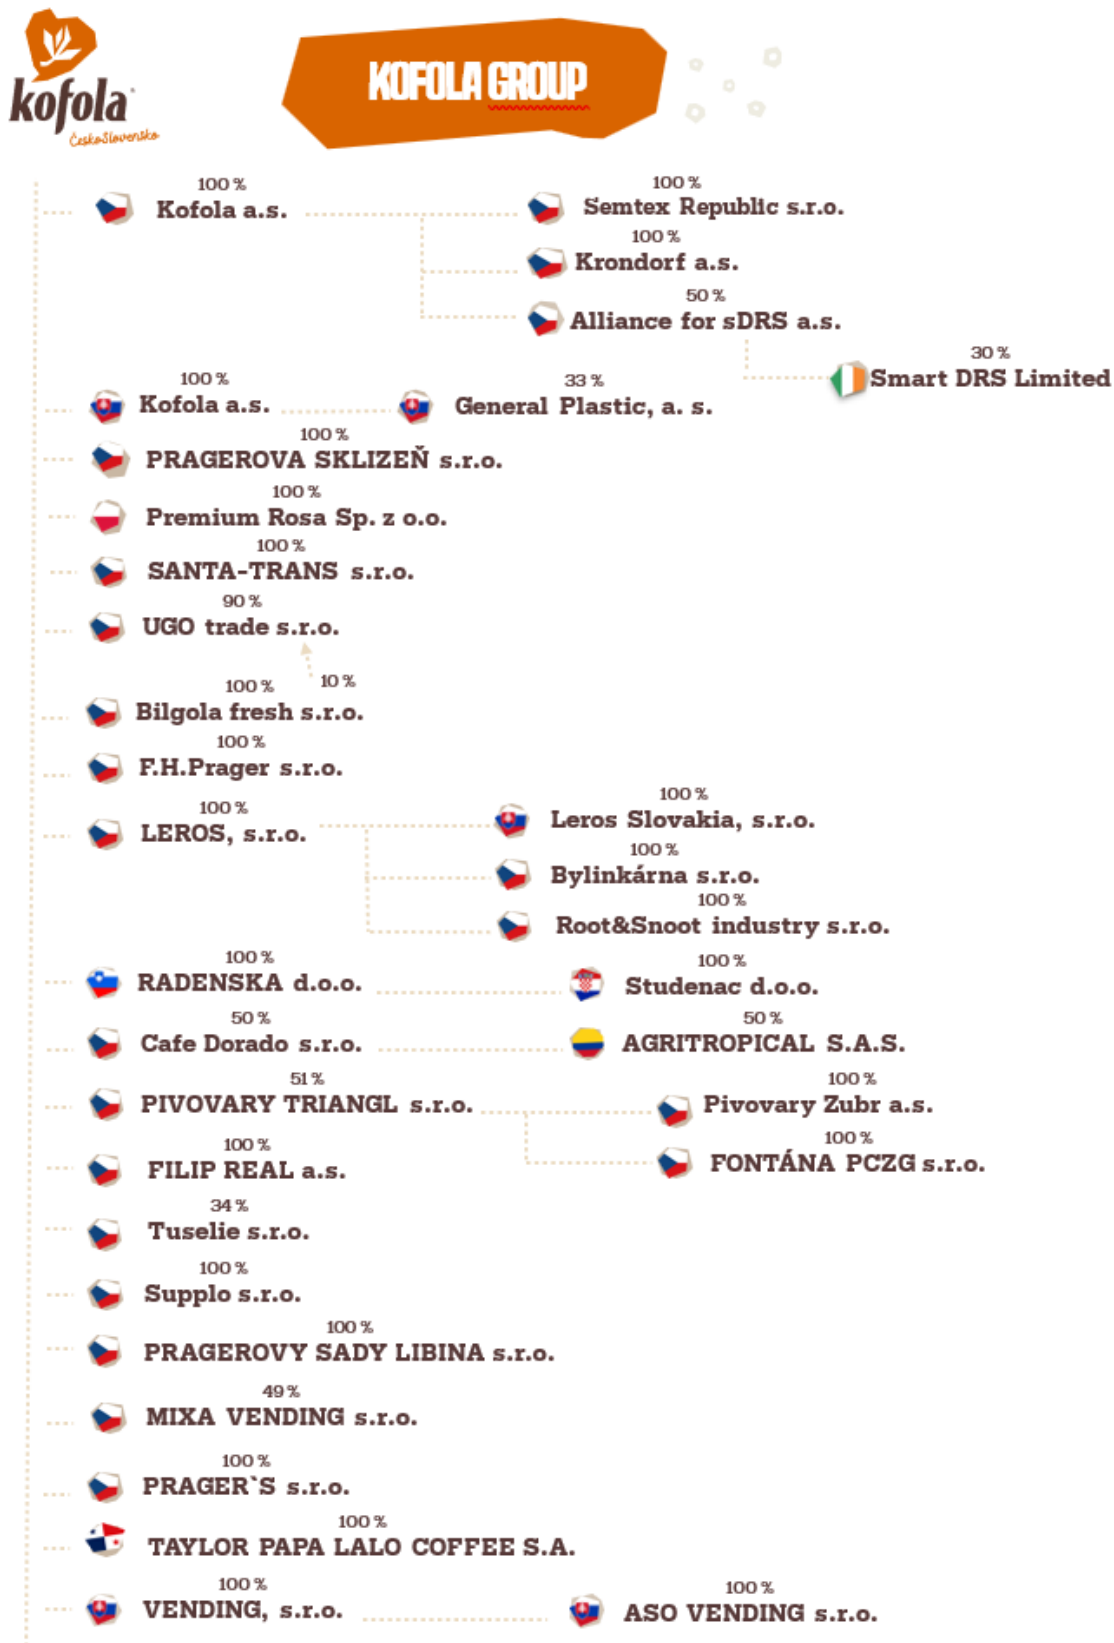 kofola
ČeskoSlovensko
KOFOLA GROUP
100 %
Kofola a.s.
100 %
Semtex Republic s.r.o.
100 %
Krondorf a.s.
50 %
Alliance for sDRS a.s.
30 %
Smart DRS Limited
100 %
Kofola a.s.
33 %
General Plastic, a. s.
100 %
PRAGEROVA SKLIZEŇ s.r.o.
100 %
Premium Rosa Sp. z o.o.
100 %
SANTA-TRANS s.r.o.
90 %
UGO trade s.r.o.
10 %
100 %
Bilgola fresh s.r.o.
100 %
F.H.Prager s.r.o.
100 %
LEROS, s.r.o.
100 %
Leros Slovakia, s.r.o.
100 %
Bylinkárna s.r.o.
100 %
Root&Snoot industry s.r.o.
100 %
RADENSKA d.o.o.
100 %
Studenac d.o.o.
50 %
Cafe Dorado s.r.o.
50 %
AGRITROPICAL S.A.S.
51 %
PIVOVARY TRIANGL s.r.o.
100 %
Pivovary Zubr a.s.
100 %
FONTÁNA PCZG s.r.o.
100 %
FILIP REAL a.s.
34 %
Tuselie s.r.o.
100 %
Supplo s.r.o.
100 %
PRAGEROVY SADY LIBINA s.r.o.
49 %
MIXA VENDING s.r.o.
100 %
PRAGER`S s.r.o.
100 %
TAYLOR PAPA LALO COFFEE S.A.
100 %
VENDING, s.r.o.
100 %
ASO VENDING s.r.o.